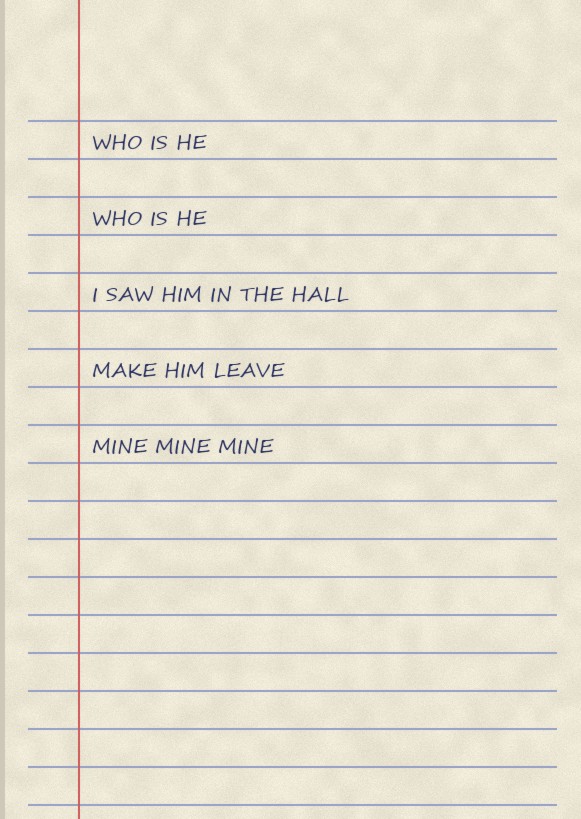 WHO IS HE
WHO IS HE
I SAW HIM IN THE HALL
MAKE HIM LEAVE
MINE MINE MINE